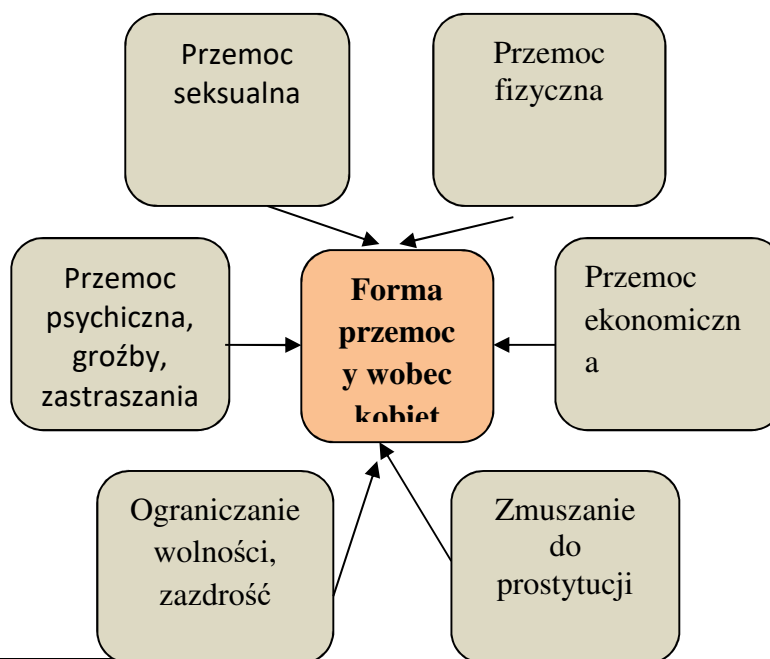 Przemoc
seksualna
Przemoc
fizyczna
Przemoc
psychiczna,
groźby,
zastraszania
Forma
przemoc
y wobec
kobiet
Przemoc
ekonomiczn
a
Ograniczanie
wolności,
zazdrość
Zmuszanie
do
prostytucji